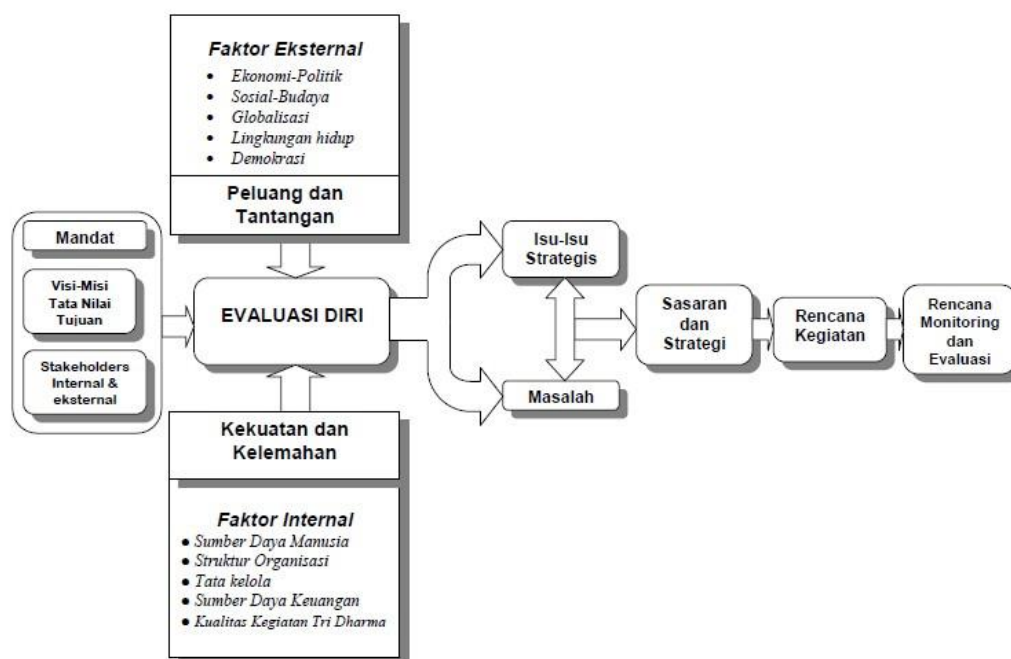 Faktor Eksternal
• Ekonomi-Politik
• Sosial-Budaya
• Globalisasi
• Lingkungan hidup
• Demokrasi
Peluang dan
Tantangan
Mandat
Visi-Misi
Tata Nilai
Tujuan
Stakeholders
Internal &
eksternal
EVALUASI DIRI
Kekuatan dan
Kelemahan
Faktor Internal
● Sumber Daya Manusia
● Struktur Organisasi
● Tata kelola
● Sumber Daya Keuangan
● Kualitas Kegiatan Tri Dharma
Isu-Isu
Strategis
Masalah
Sasaran
dan
Strategi
Rencana
Kegiatan
Rencana
Monitoring
dan
Evaluasi